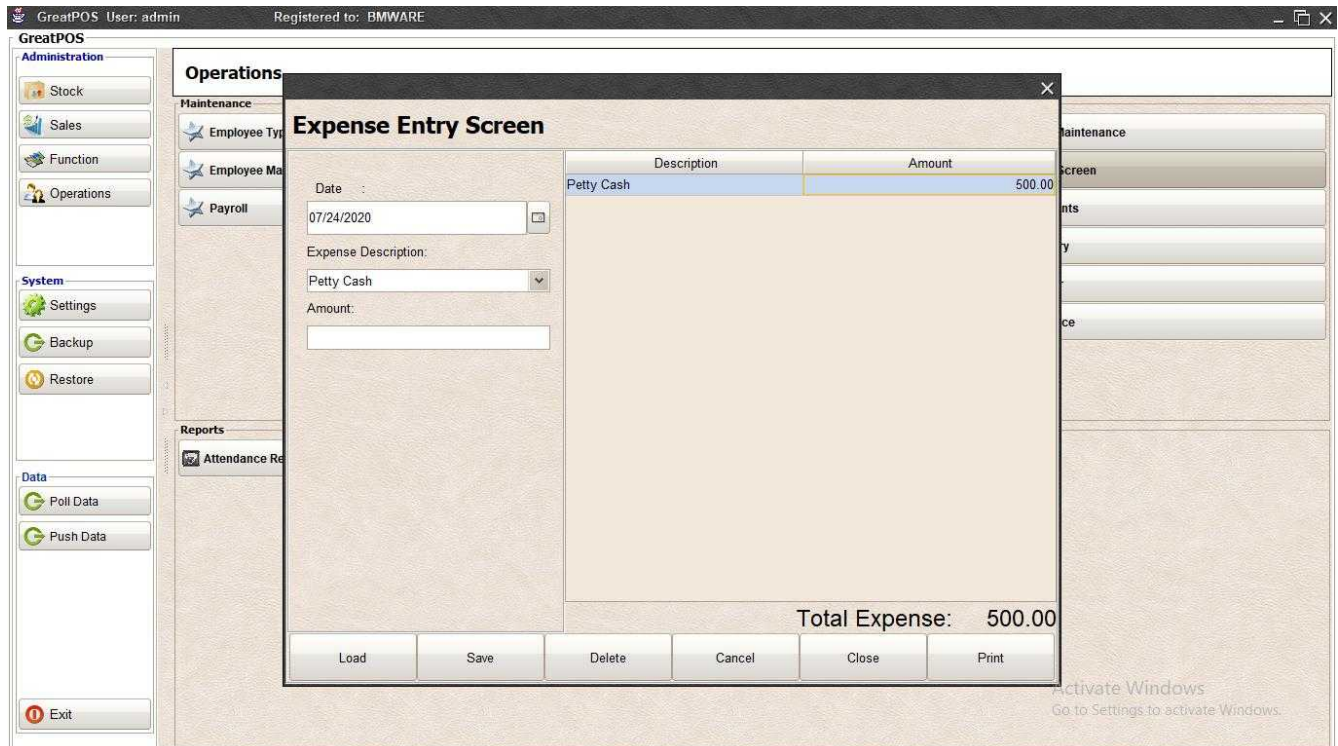 GreatPOS User: admin Registered to: BMWARE
GreatPOS
Administration
Stock
Sales
Function
Operations
System
Settings
Backup
Restore
Data
Poll Data
Push Data
Exit
Operations
Maintenance
Employee Typ
Employee Ma
Payroll
Reports
Attendance Re
Expense Entry Screen
Date :
07/24/2020
Expense Description:
Petty Cash
Amount:
Description Amount
Petty Cash 500.00
Total Expense: 500.00
Load Save Delete Cancel Close Print
Maintenance
Screen
nts
y
ce
Activate Windows
Go to Settings to activate Windows.